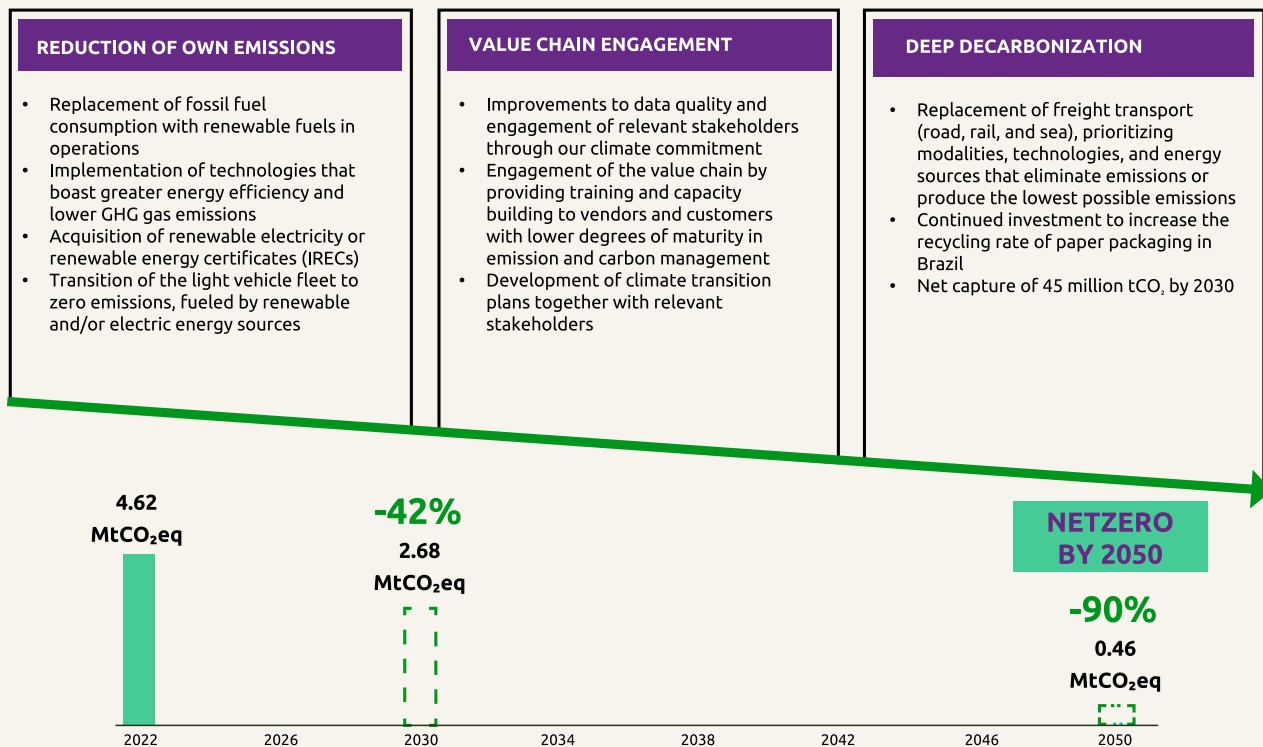 REDUCTION OF OWN EMISSIONS
• Replacement of fossil fuel
consumption with renewable fuels in
operations
• Implementation of technologies that
boast greater energy efficiency and
lower GHG gas emissions
• Acquisition of renewable electricity or
renewable energy certificates (IRECs)
• Transition of the light vehicle fleet to
zero emissions, fueled by renewable
and/or electric energy sources
VALUE CHAIN ENGAGEMENT
• Improvements to data quality and
engagement of relevant stakeholders
through our climate commitment
• Engagement of the value chain by
providing training and capacity
building to vendors and customers
with lower degrees of maturity in
emission and carbon management
• Development of climate transition
plans together with relevant
stakeholders
DEEP DECARBONIZATION
• Replacement of freight transport
(road, rail, and sea), prioritizing
modalities, technologies, and energy
sources that eliminate emissions or
produce the lowest possible emissions
• Continued investment to increase the
recycling rate of paper packaging in
Brazil
• Net capture of 45 million tCO₂ by 2030
4.62
MtCO₂eq
-42%
2.68
MtCO₂eq
NETZERO
BY 2050
-90%
0.46
MtCO₂eq
2022 2026 2030 2034 2038 2042 2046 2050